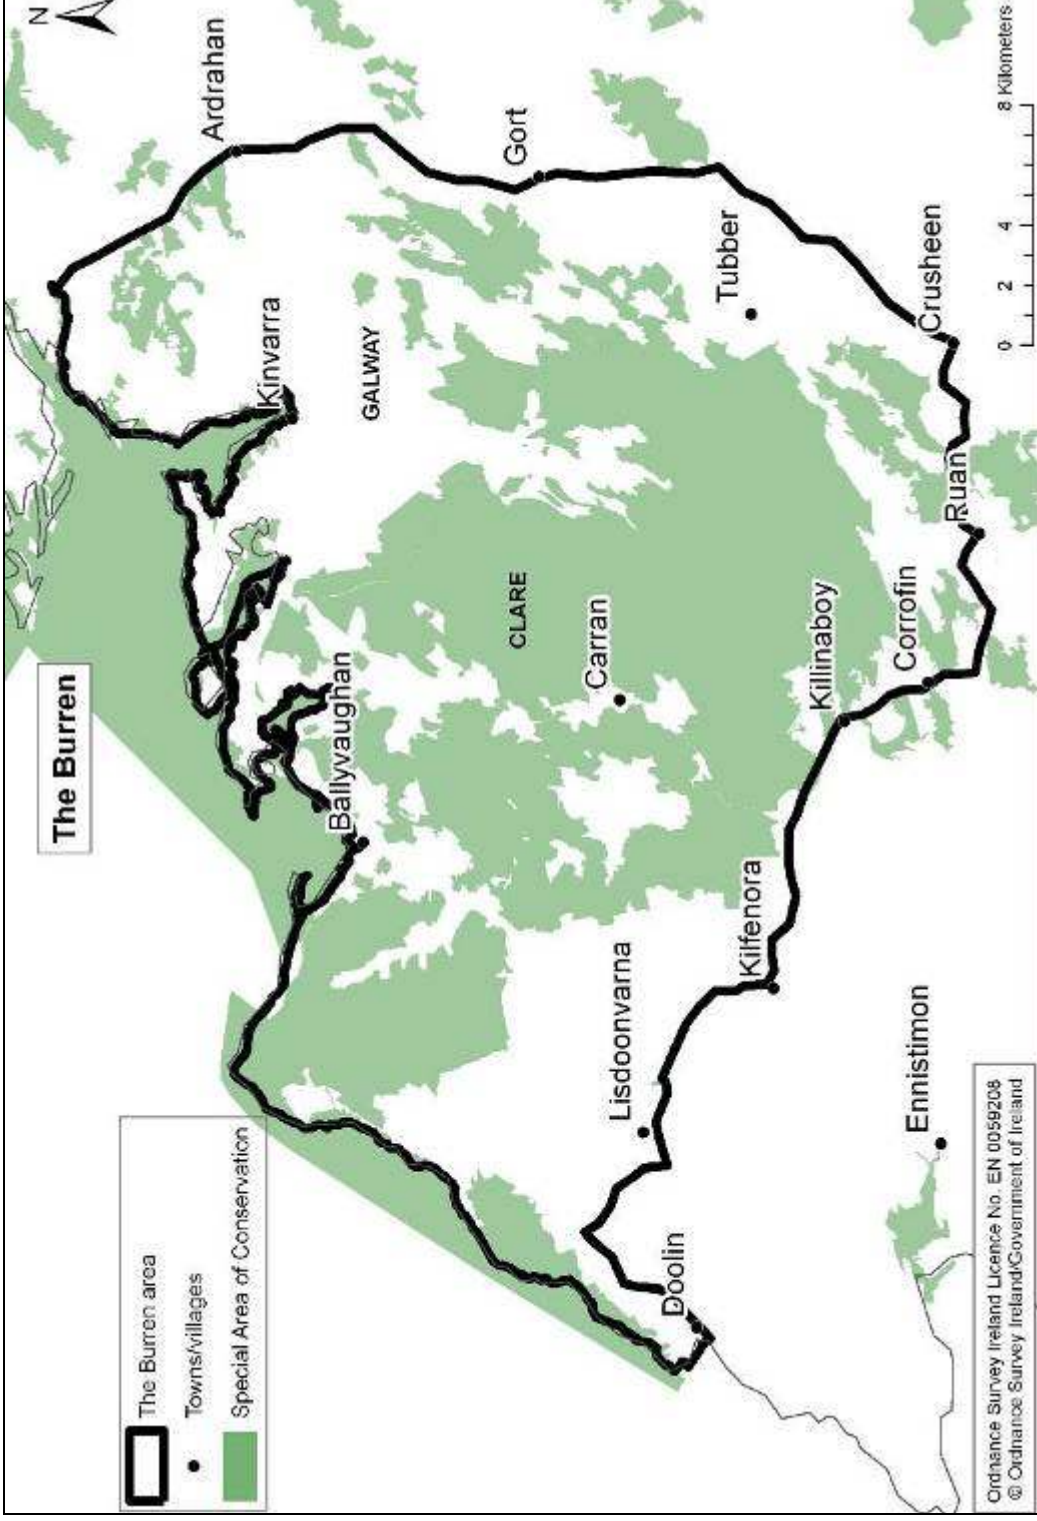 The Burren
N
The Burren area
Towns/villages
Special Area of Conservation
Ardrahan
Kinvarra
GALWAY
Gort
Ballyvaughan
CLARE
Carran
Tubber
Lisdoonvarna
Kilfenora
Killinaboy
Doolin
Corrofin
Ruan
Crusheen
Ennistimon
0 2 4 8 Kilometers
Ordnance Survey Ireland Licence No. EN 0059208
© Ordnance Survey Ireland/Government of Ireland